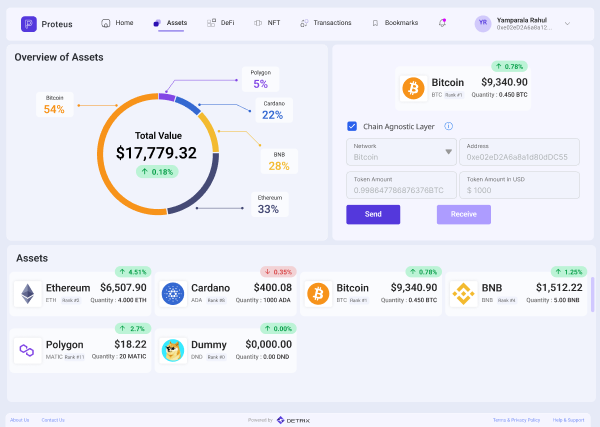 Proteus
Home
Assets
DeFi
NFT
Transactions
Bookmarks
YR
Yamparala Rahul
0xe02eD2A6a8a12...
Overview of Assets
Polygon
5%
Bitcoin
54%
Cardano
22%
Total Value
$17,779.32
↑ 0.18%
BNB
28%
Ethereum
33%
↑ 0.78%
Bitcoin $9,340.90
BTC Rank #1 Quantity : 0.450 BTC
Chain Agnostic Layer
Network Address
Bitcoin 0xe02eD2A6a8a1d80dDC55
Token Amount Token Amount in USD
0.998647786876376BTC $ 1000
Send Receive
Assets
↑ 4.51%
Ethereum $6,507.90
ETH Rank #2 Quantity : 4.000 ETH
↓ 0.35%
Cardano $400.08
ADA Rank #8 Quantity : 1000 ADA
↑ 0.78%
Bitcoin $9,340.90
BTC Rank #1 Quantity : 0.450 BTC
↑ 1.25%
BNB $1,512.22
BNB Rank #4 Quantity : 5.00 BNB
↑ 2.7%
Polygon $18.22
MATIC Rank #11 Quantity : 20 MATIC
↑ 0.00%
Dummy $0,000.00
DND Rank #0 Quantity : 0.00 DND
About Us Contact Us Powered by DETRIX Terms & Privacy Policy Help & Support